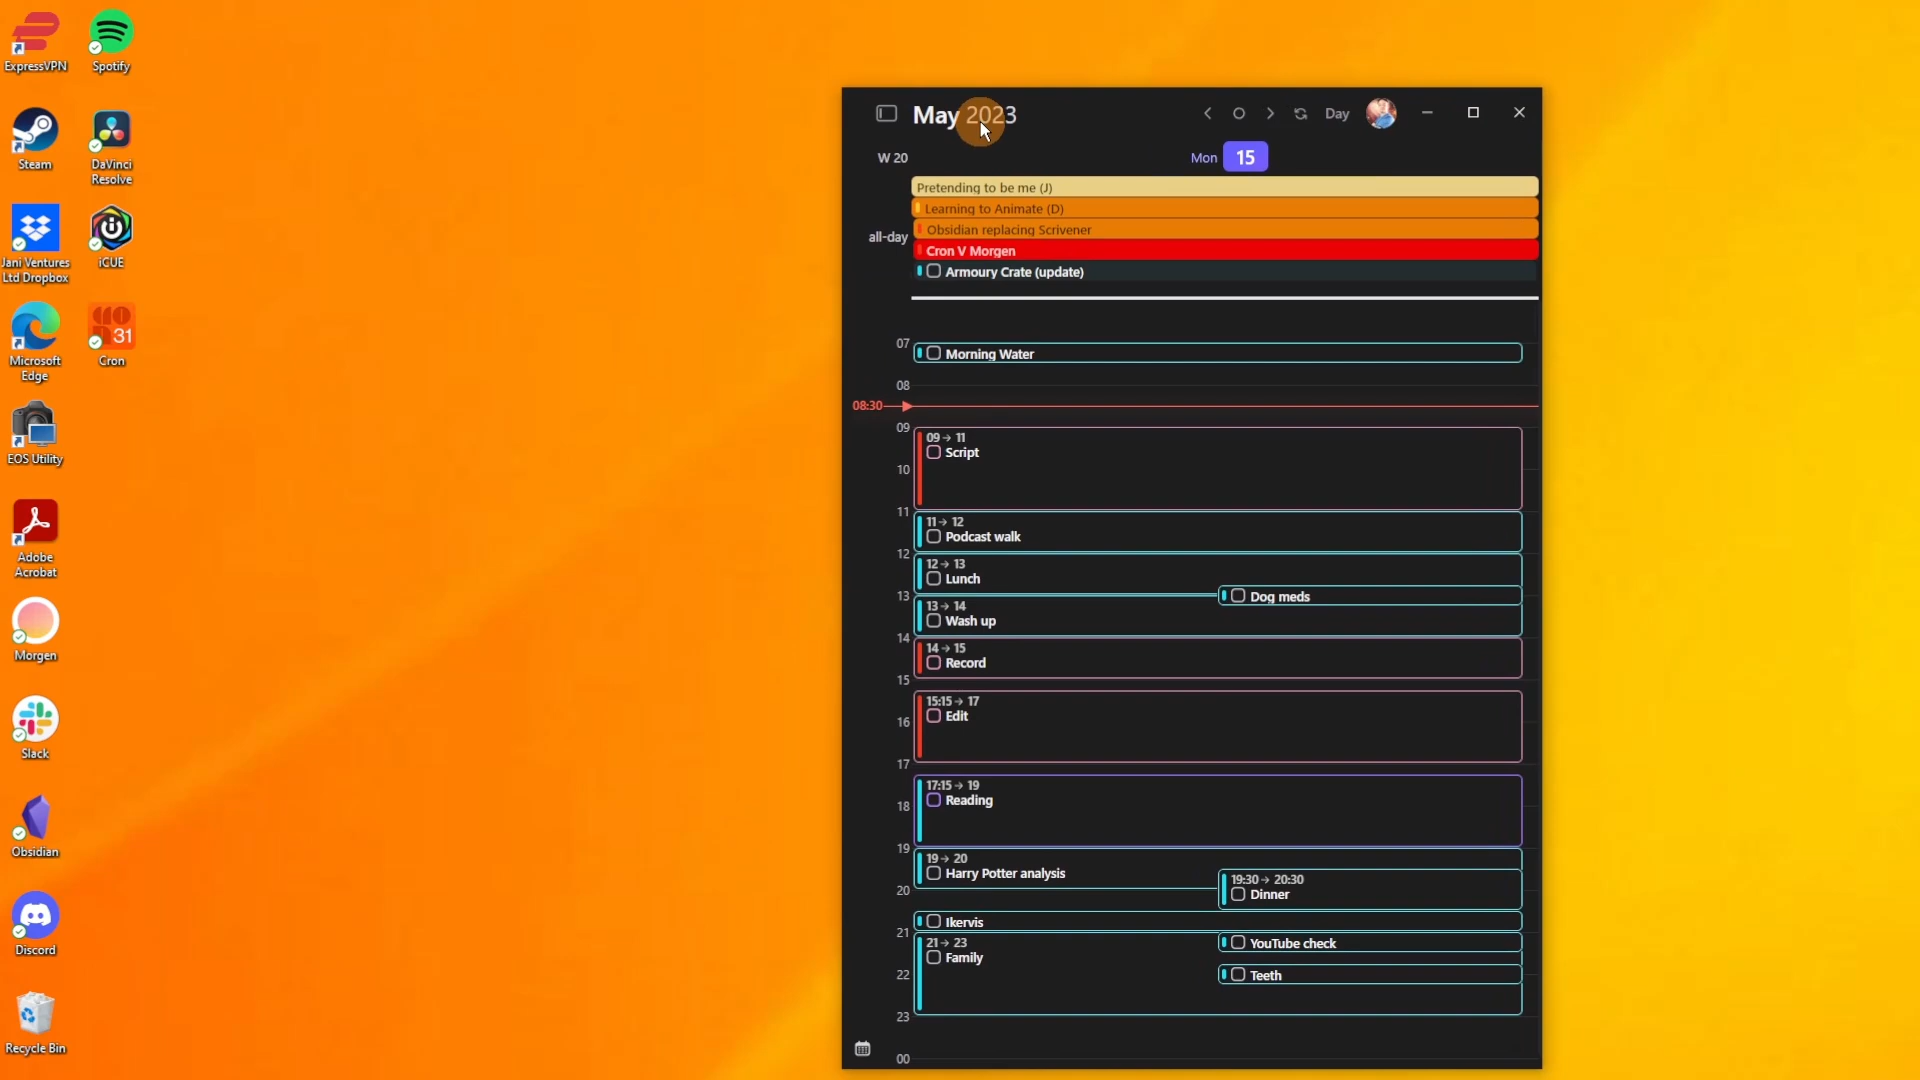 ExpressVPN
Spotify
Steam
DaVinci
Resolve
Jani Ventures
Ltd Dropbox
iCUE
Microsoft
Edge
31
Cron
EOS Utility
Adobe
Acrobat
Morgen
Slack
Obsidian
Discord
Recycle Bin
May 2023
Day
W 20
Mon 15
all-day
Pretending to be me (J)
Learning to Animate (D)
Obsidian replacing Scrivener
Cron V Morgen
Armoury Crate (update)
07
Morning Water
08
08:30
09
09 → 11
Script
10
11
11 → 12
Podcast walk
12
12 → 13
Lunch
13
Dog meds
13 → 14
Wash up
14
14 → 15
Record
15
15:15 → 17
Edit
16
17
17:15 → 19
Reading
18
19
19 → 20
Harry Potter analysis
19:30 → 20:30
Dinner
20
Ikervis
21
21 → 23
Family
YouTube check
22
Teeth
23
00